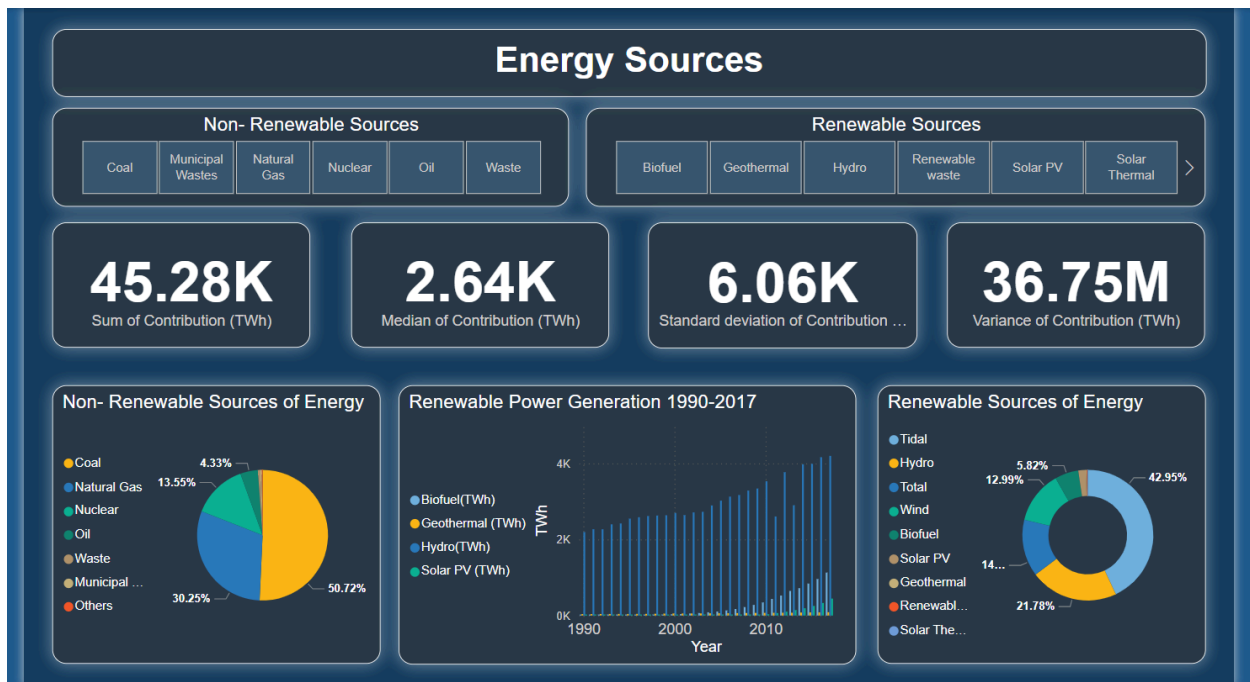 Energy Sources
Non- Renewable Sources
Coal
Municipal
Wastes
Natural
Gas
Nuclear
Oil
Waste
Renewable Sources
Biofuel
Geothermal
Hydro
Renewable
waste
Solar PV
Solar
Thermal
45.28K
Sum of Contribution (TWh)
2.64K
Median of Contribution (TWh)
6.06K
Standard deviation of Contribution ...
36.75M
Variance of Contribution (TWh)
Non- Renewable Sources of Energy
Coal
Natural Gas
Nuclear
Oil
Waste
Municipal ...
Others
4.33%
13.55%
30.25%
50.72%
Renewable Power Generation 1990-2017
Biofuel(TWh)
Geothermal (TWh)
Hydro(TWh)
Solar PV (TWh)
TWh
4K
2K
0K
1990
2000
2010
Year
Renewable Sources of Energy
Tidal
Hydro
Total
Wind
Biofuel
Solar PV
Geothermal
Renewabl...
Solar The...
5.82%
12.99%
42.95%
14...
21.78%